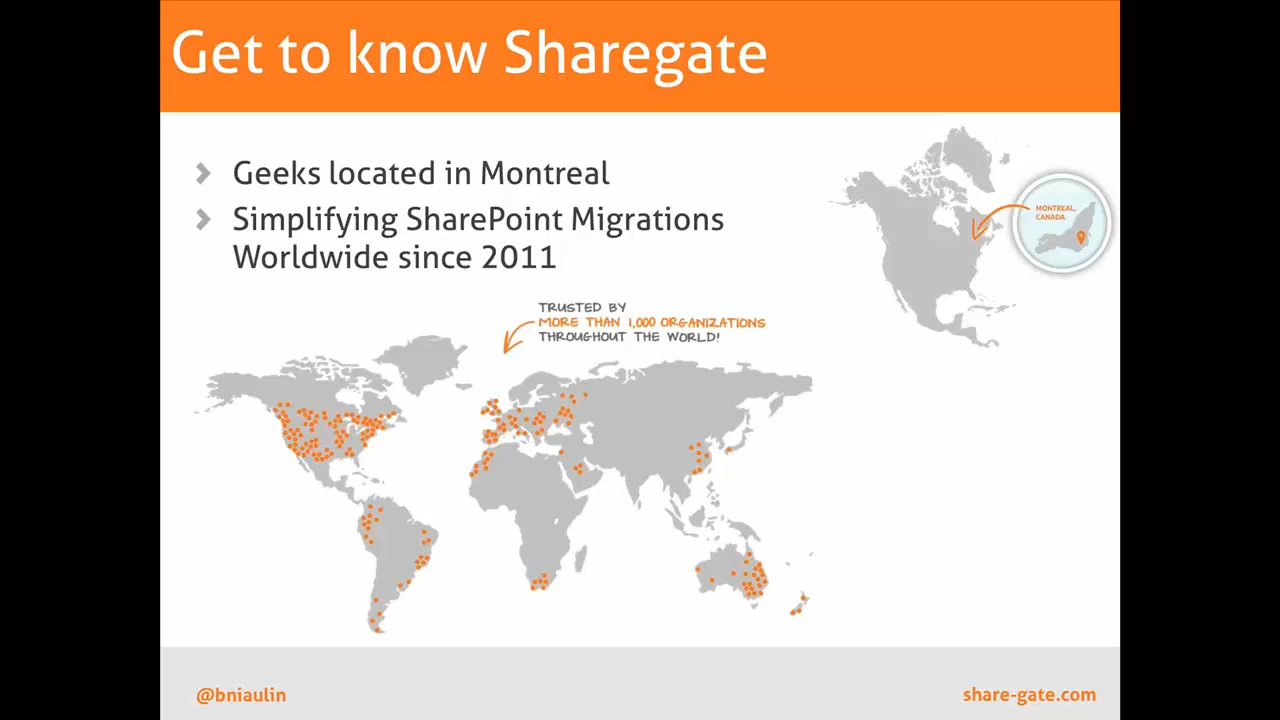 Get to know Sharegate
Geeks located in Montreal
Simplifying SharePoint Migrations
Worldwide since 2011
MONTREAL,
CANADA
TRUSTED BY
MORE THAN 1,000 ORGANIZATIONS
THROUGHOUT THE WORLD!
@bniaulin
share-gate.com